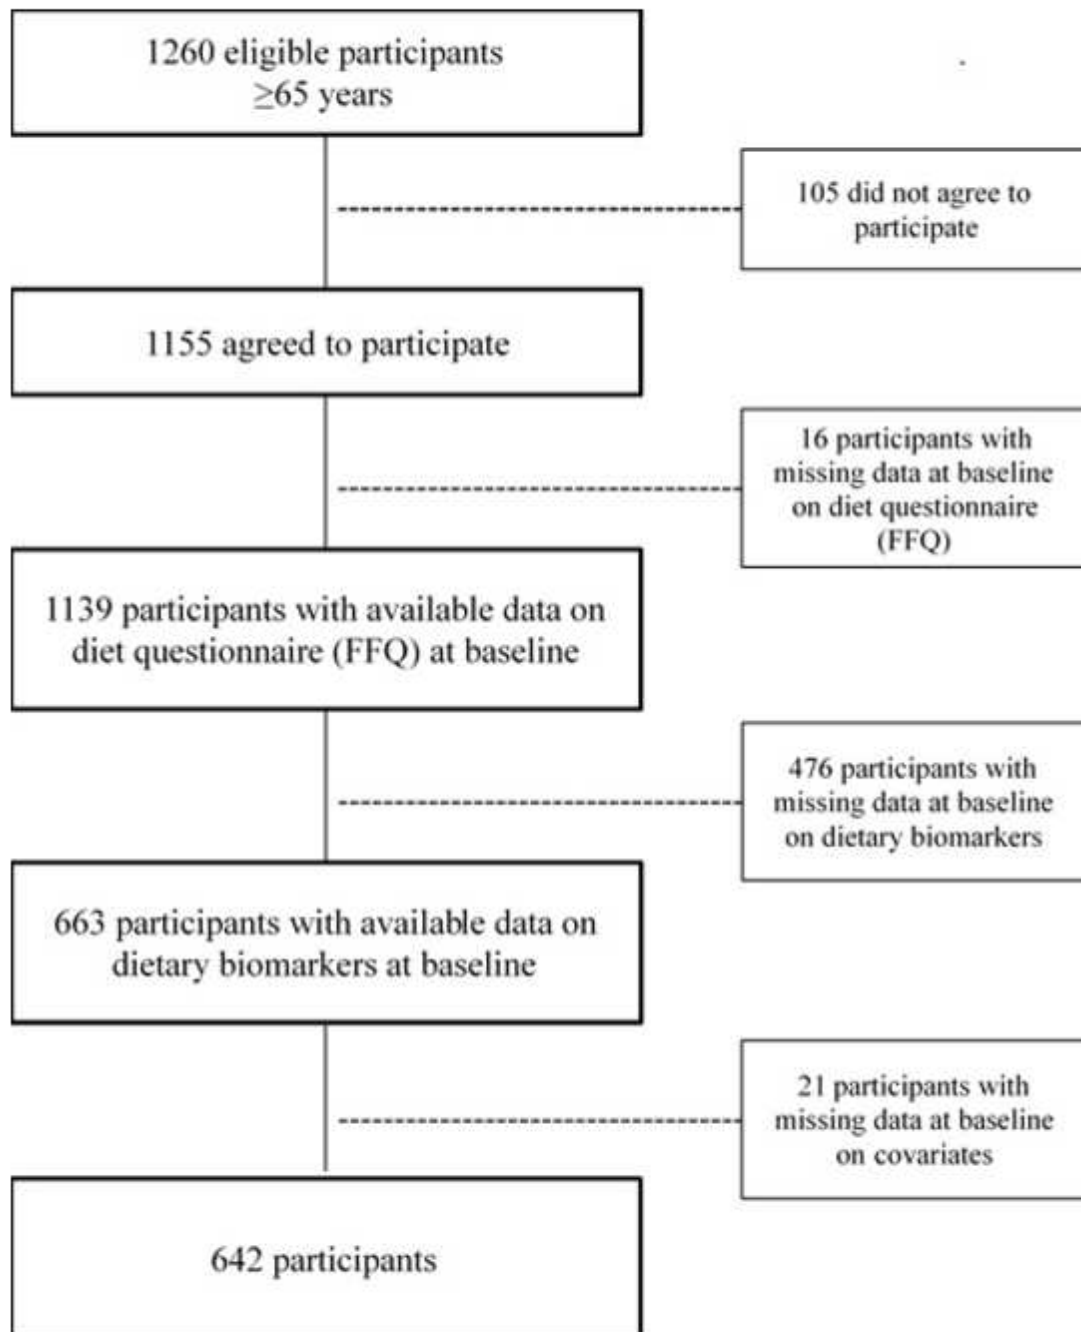 1260 eligible participants
≥65 years
105 did not agree to
participate
1155 agreed to participate
16 participants with
missing data at baseline
on diet questionnaire
(FFQ)
1139 participants with available data on
diet questionnaire (FFQ) at baseline
476 participants with
missing data at baseline
on dietary biomarkers
663 participants with available data on
dietary biomarkers at baseline
21 participants with
missing data at baseline
on covariates
642 participants